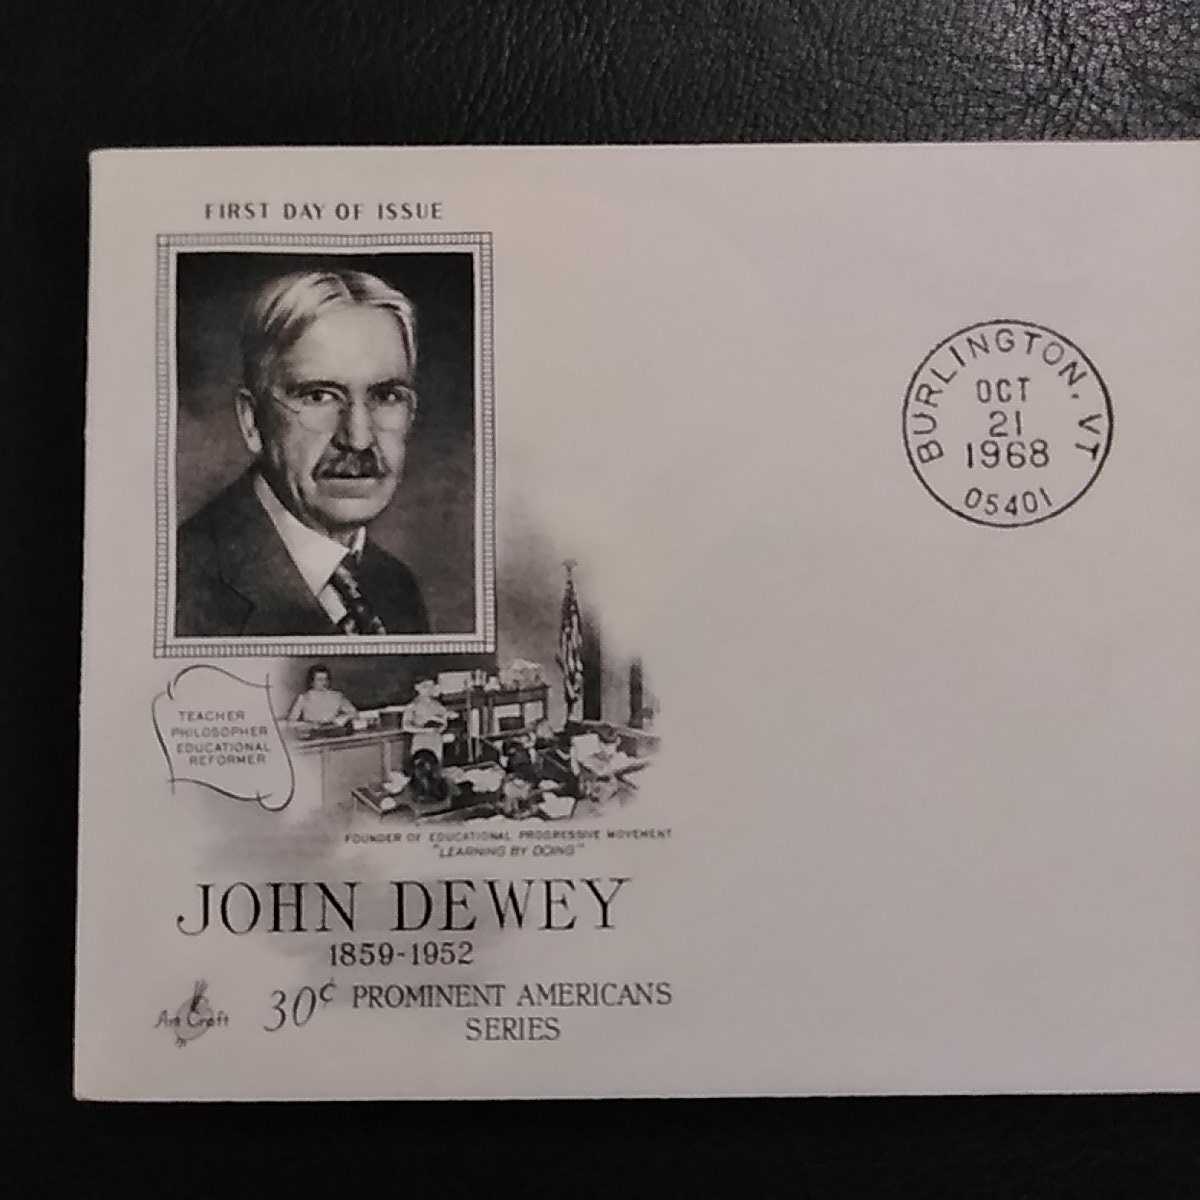 FIRST DAY OF ISSUE
BURLINGTON, VT
OCT
21
1968
05401
TEACHER
PHILOSOPHER
EDUCATIONAL
REFORMER
FOUNDER OF EDUCATIONAL PROGRESSIVE MOVEMENT
"LEARNING BY DOING"
JOHN DEWEY
1859-1952
Art Craft
30¢ PROMINENT AMERICANS
SERIES